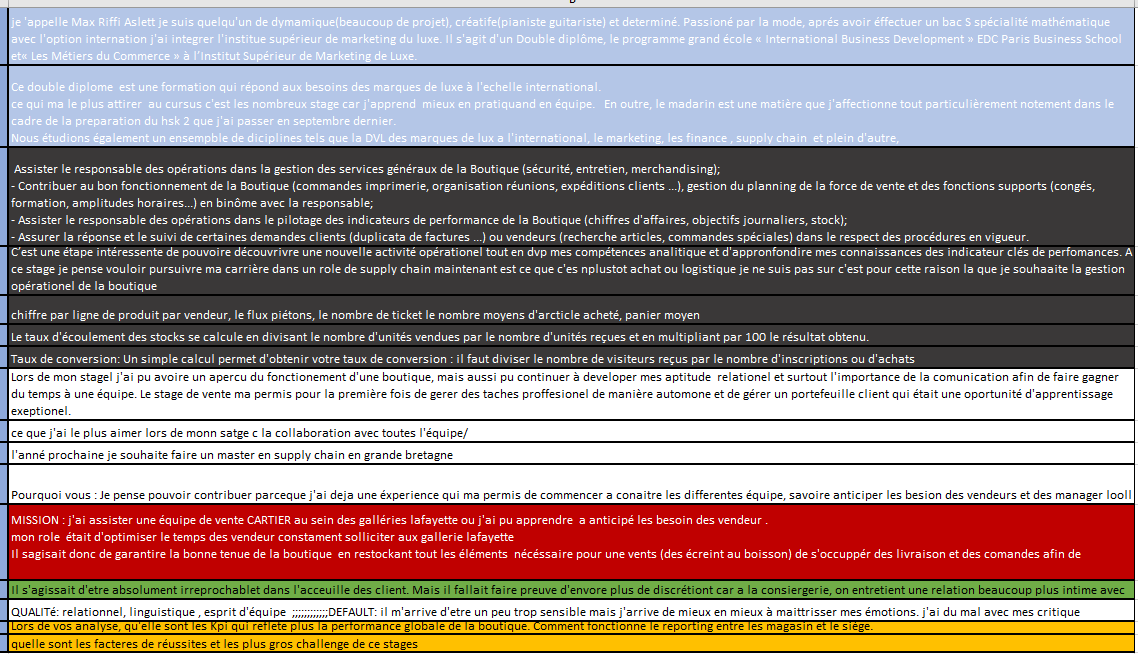 je 'appelle Max Riffi Aslett je suis quelqu'un de dymamique(beaucoup de projet), créatife(pianiste guitariste) et determiné. Passioné par la mode, aprés avoir éffectuer un bac S spécialité mathématique
avec l'option internation j'ai integrer l'institue supérieur de marketing du luxe. Il s'agit d'un Double diplôme, le programme grand école « International Business Development » EDC Paris Business School
et« Les Métiers du Commerce » à l'Institut Supérieur de Marketing de Luxe.
Ce double diplome est une formation qui répond aux besoins des marques de luxe à l'echelle international.
ce qui ma le plus attirer au cursus c'est les nombreux stage car j'apprend mieux en pratiquand en équipe. En outre, le madarin est une matière que j'affectionne tout particulièrement notement dans le
cadre de la preparation du hsk 2 que j'ai passer en septembre dernier.
Nous étudions également un ensempble de diciplines tels que la DVL des marques de lux a l'international, le marketing, les finance , supply chain et plein d'autre,
Assister le responsable des opérations dans la gestion des services généraux de la Boutique (sécurité, entretien, merchandising);
- Contribuer au bon fonctionnement de la Boutique (commandes imprimerie, organisation réunions, expéditions clients ...), gestion du planning de la force de vente et des fonctions supports (congés,
formation, amplitudes horaires...) en binôme avec la responsable;
- Assister le responsable des opérations dans le pilotage des indicateurs de performance de la Boutique (chiffres d'affaires, objectifs journaliers, stock);
- Assurer la réponse et le suivi de certaines demandes clients (duplicata de factures ...) ou vendeurs (recherche articles, commandes spéciales) dans le respect des procédures en vigueur.
C'est une étape intéressente de pouvoire découvrivre une nouvelle activité opérationel tout en dvp mes compétences analitique et d'appronfondire mes connaissances des indicateur clés de perfomances. A
ce stage je pense vouloir pursuivre ma carrière dans un role de supply chain maintenant est ce que c'es nplustot achat ou logistique je ne suis pas sur c'est pour cette raison la que je souhaaite la gestion
opérationel de la boutique
chiffre par ligne de produit par vendeur, le flux piétons, le nombre de ticket le nombre moyens d'arcticle acheté, panier moyen
Le taux d'écoulement des stocks se calcule en divisant le nombre d'unités vendues par le nombre d'unités reçues et en multipliant par 100 le résultat obtenu.
Taux de conversion: Un simple calcul permet d'obtenir votre taux de conversion : il faut diviser le nombre de visiteurs reçus par le nombre d'inscriptions ou d'achats
Lors de mon stagel j'ai pu avoire un apercu du fonctionement d'une boutique, mais aussi pu continuer à developer mes aptitude relationel et surtout l'importance de la comunication afin de faire gagner
du temps à une équipe. Le stage de vente ma permis pour la première fois de gerer des taches proffesionel de manière automone et de gérer un portefeuille client qui était une oportunité d'apprentissage
exeptionel.
ce que j'ai le plus aimer lors de monn satge c la collaboration avec toutes l'équipe/
l'anné prochaine je souhaite faire un master en supply chain en grande bretagne
Pourquoi vous : Je pense pouvoir contribuer parceque j'ai deja une éxperience qui ma permis de commencer a conaitre les differentes équipe, savoire anticiper les besion des vendeurs et des manager looll
MISSION : j'ai assister une équipe de vente CARTIER au sein des galléries lafayette ou j'ai pu apprendre a anticipé les besoin des vendeur .
mon role était d'optimiser le temps des vendeur constament solliciter aux gallerie lafayette
Il sagisait donc de garantire la bonne tenue de la boutique en restockant tout les éléments nécéssaire pour une vents (des écreint au boisson) de s'occuppér des livraison et des comandes afin de
Il s'agissait d'etre absolument irreprochablet dans l'acceuille des client. Mais il fallait faire preuve d'envore plus de discrétiont car a la consiergerie, on entretient une relation beaucoup plus intime avec
QUALITé: relationnel, linguistique , esprit d'équipe ;;;;;;;;;;;;DEFAULT: il m'arrive d'etre un peu trop sensible mais j'arrive de mieux en mieux à maittrisser mes émotions. j'ai du mal avec mes critique
Lors de vos analyse, qu'elle sont les Kpi qui reflete plus la performance globale de la boutique. Comment fonctionne le reporting entre les magasin et le siége.
quelle sont les facteres de réussites et les plus gros challenge de ce stages